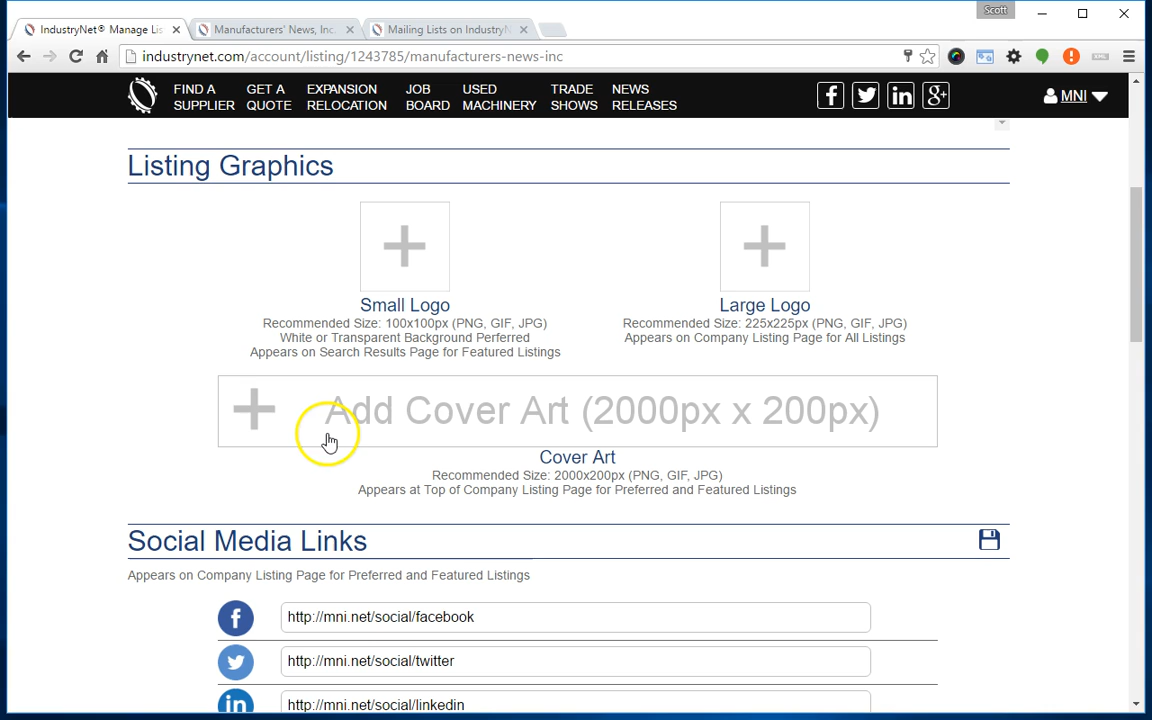 Scott
IndustryNet® Manage Lis
Manufacturers' News, Inc.
Mailing Lists on IndustryN
industrynet.com/account/listing/1243785/manufacturers-news-inc
FIND A SUPPLIER
GET A QUOTE
EXPANSION RELOCATION
JOB BOARD
USED MACHINERY
TRADE SHOWS
NEWS RELEASES
MNI
Listing Graphics
Small Logo
Recommended Size: 100x100px (PNG, GIF, JPG)
White or Transparent Background Perferred
Appears on Search Results Page for Featured Listings
Large Logo
Recommended Size: 225x225px (PNG, GIF, JPG)
Appears on Company Listing Page for All Listings
Add Cover Art (2000px x 200px)
Cover Art
Recommended Size: 2000x200px (PNG, GIF, JPG)
Appears at Top of Company Listing Page for Preferred and Featured Listings
Social Media Links
Appears on Company Listing Page for Preferred and Featured Listings
http://mni.net/social/facebook
http://mni.net/social/twitter
http://mni.net/social/linkedin